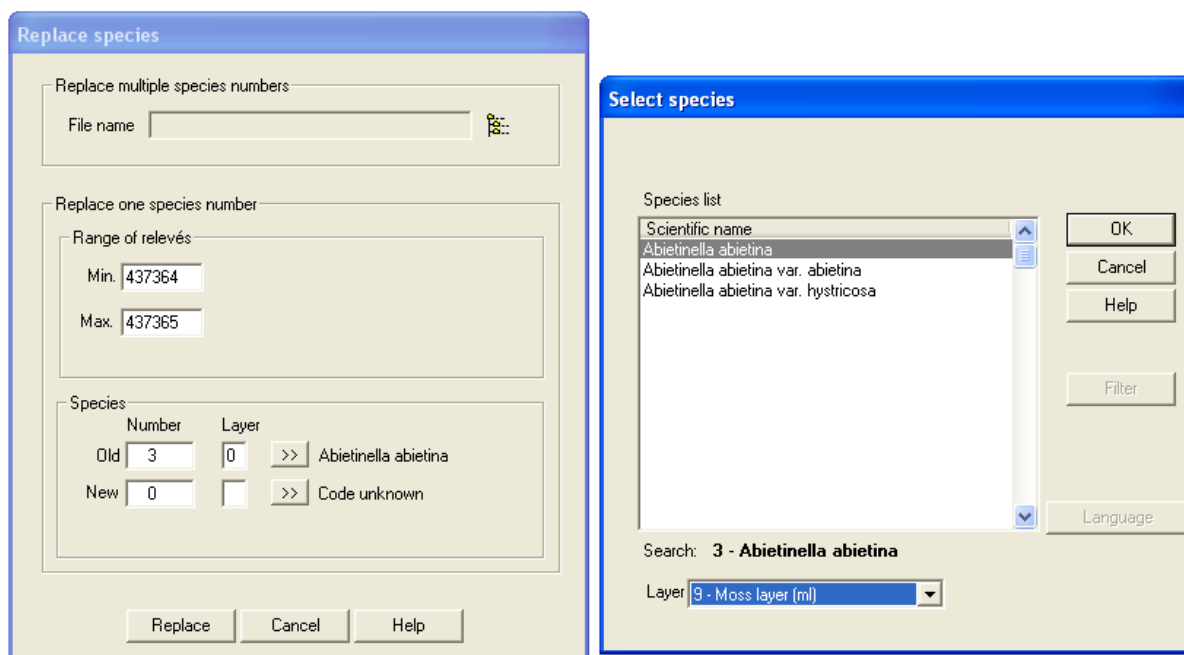 Replace species
Replace multiple species numbers
File name
Replace one species number
Range of relevés
Min. 437364
Max. 437365
Species
Number Layer
Old 3 0 >> Abietinella abietina
New 0 >> Code unknown
Replace Cancel Help
Select species
Species list
Scientific name
Abietinella abietina
Abietinella abietina var. abietina
Abietinella abietina var. hystricosa
OK
Cancel
Help
Filter
Language
Search: 3 - Abietinella abietina
Layer 9 - Moss layer (ml)